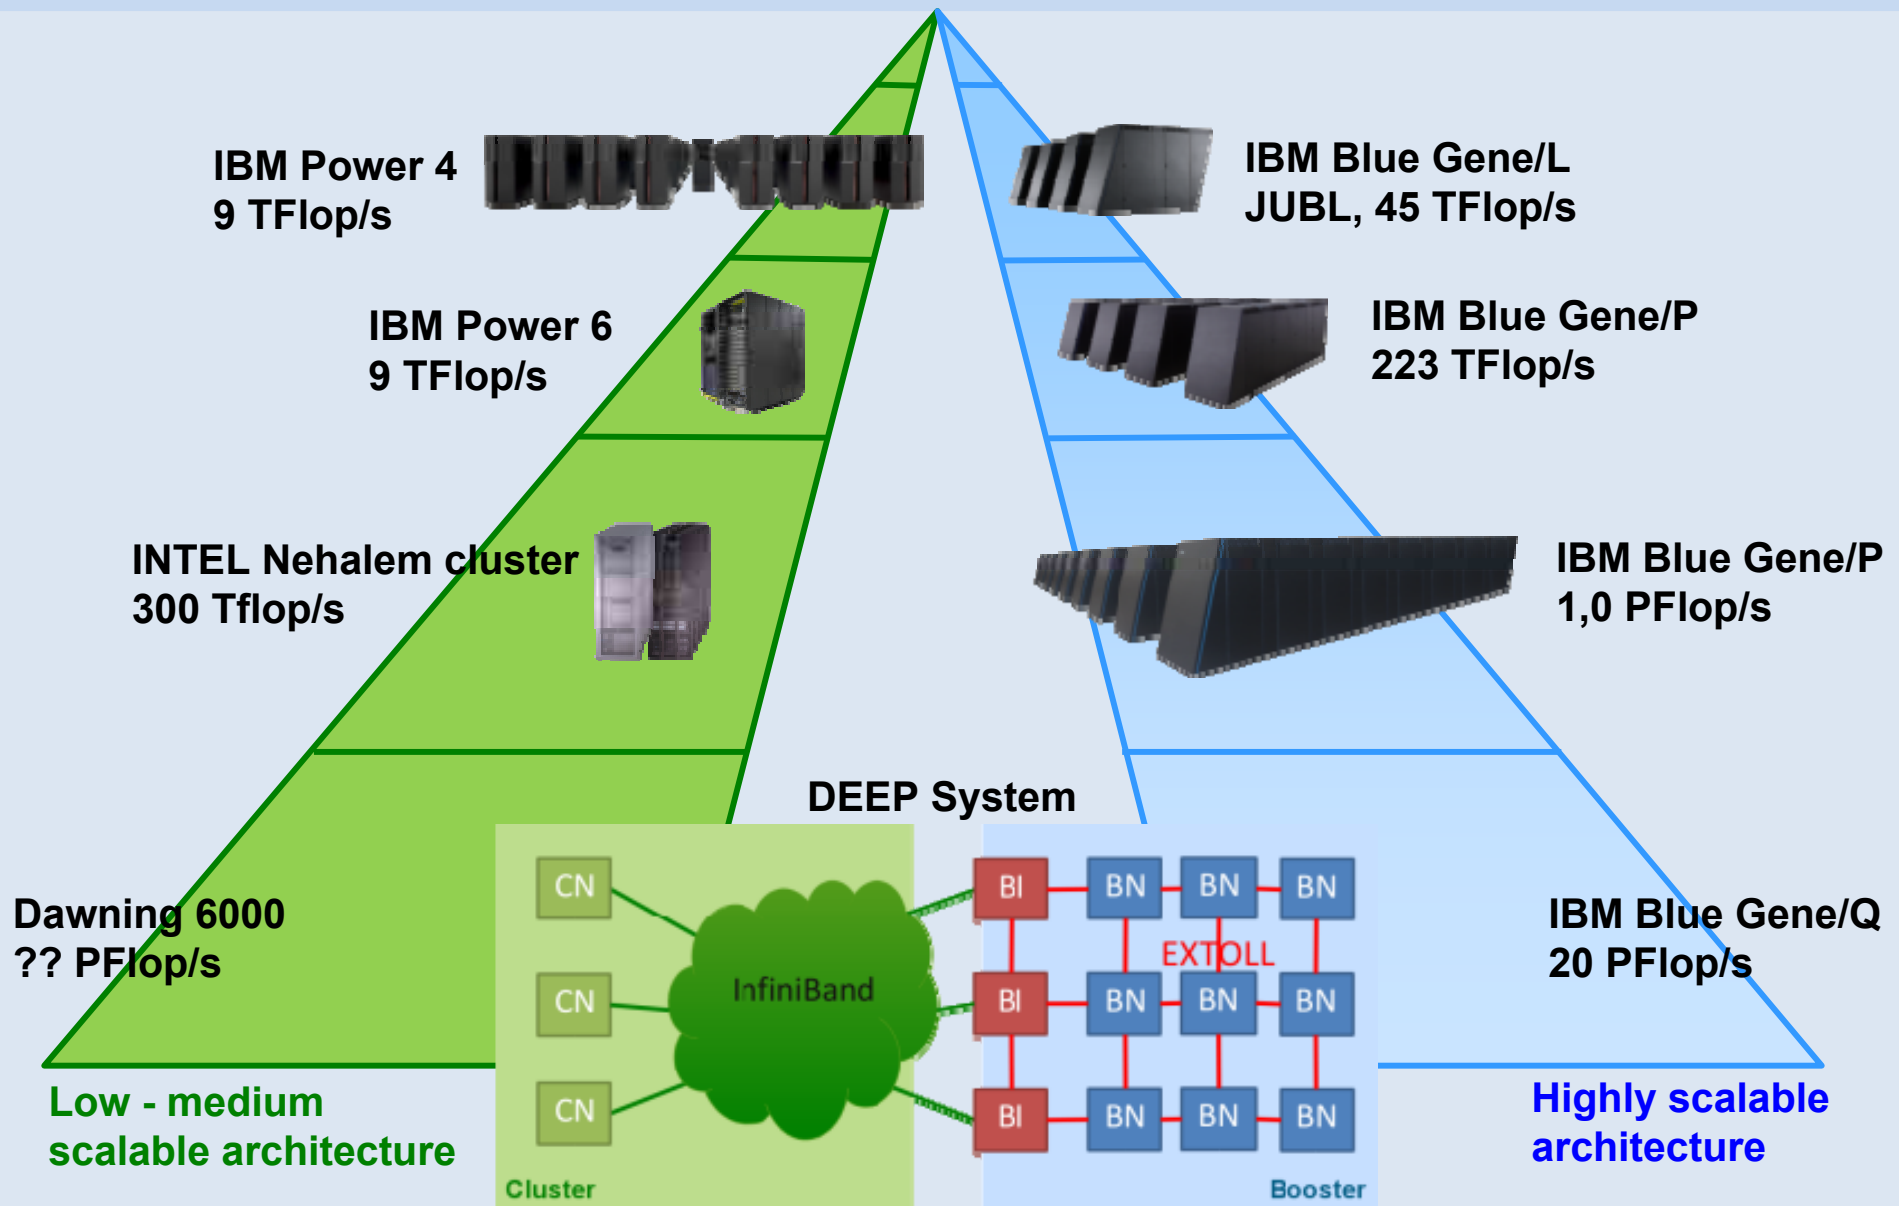 IBM Power 4
9 TFlop/s
IBM Blue Gene/L
JUBL, 45 TFlop/s
IBM Power 6
9 TFlop/s
IBM Blue Gene/P
223 TFlop/s
INTEL Nehalem cluster
300 Tflop/s
IBM Blue Gene/P
1,0 PFlop/s
DEEP System
Dawning 6000
?? PFlop/s
IBM Blue Gene/Q
20 PFlop/s
CN
BI BN BN BN
EXTOLL
InfiniBand
CN
BI BN BN BN
CN
BI BN BN BN
Cluster
Booster
Low - medium
scalable architecture
Highly scalable
architecture